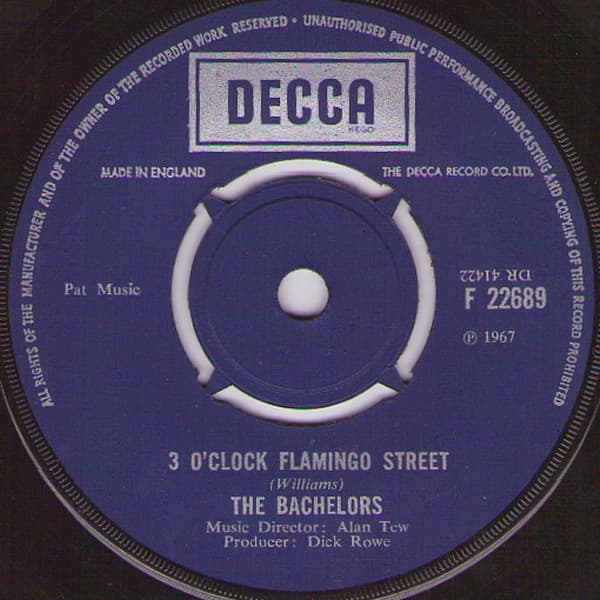 ALL RIGHTS OF THE MANUFACTURER AND OF THE OWNER OF THE RECORDED WORK RESERVED • UNAUTHORISED PUBLIC PERFORMANCE BROADCASTING AND COPYING OF THIS RECORD PROHIBITED
DECCA
REGD
MADE IN ENGLAND
THE DECCA RECORD CO. LTD.
DR 41422
Pat Music
F 22689
℗ 1967
3 O'CLOCK FLAMINGO STREET
(Williams)
THE BACHELORS
Music Director: Alan Tew
Producer: Dick Rowe